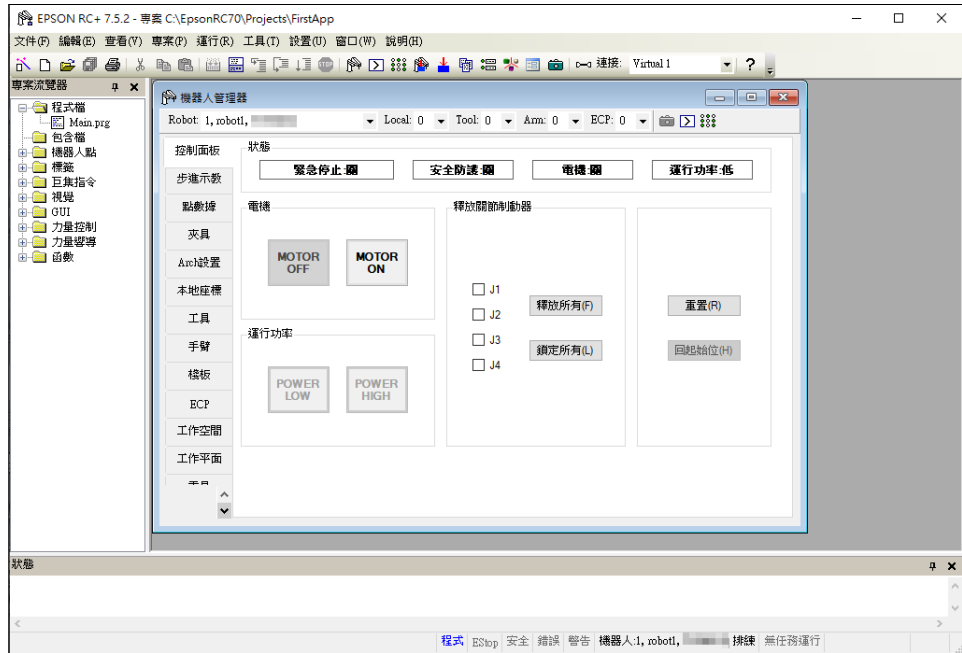 EPSON RC+ 7.5.2 - 專案 C:\EpsonRC70\Projects\FirstApp
文件(F) 編輯(E) 查看(V) 專案(P) 運行(R) 工具(T) 設置(U) 窗口(W) 說明(H)
連接: Virtual 1
專案流覽器
程式檔
Main.prg
包含檔
機器人點
標籤
巨集指令
視覺
GUI
力量控制
力量嚮導
函數
機器人管理器
Robot: 1, robot1, Local: 0 Tool: 0 Arm: 0 ECP: 0
控制面板
步進示教
點數據
夾具
Arch設置
本地座標
工具
手臂
棧板
ECP
工作空間
工作平面
狀態
緊急停止:關 安全防護:關 電機:關 運行功率:低
電機
MOTOR OFF
MOTOR ON
運行功率
POWER LOW
POWER HIGH
釋放關節制動器
J1
J2
J3
J4
釋放所有(F)
鎖定所有(L)
重置(R)
回起始位(H)
狀態
程式 EStop 安全 錯誤 警告 機器人:1, robot1, 排練 無任務運行